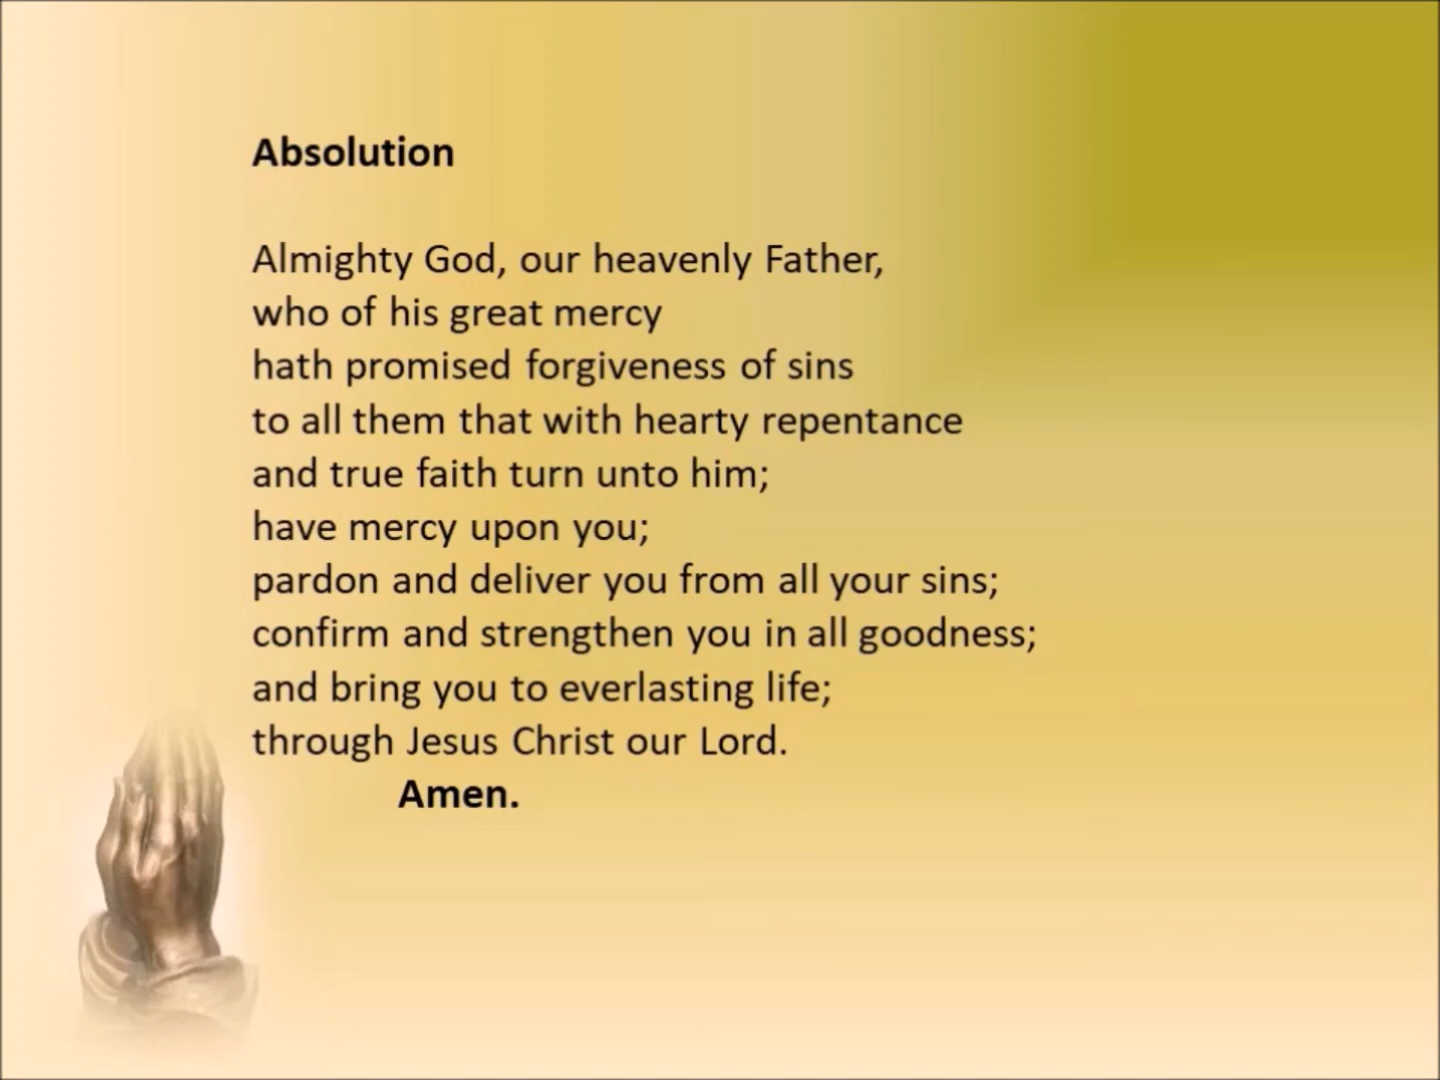 Absolution
Almighty God, our heavenly Father,
who of his great mercy
hath promised forgiveness of sins
to all them that with hearty repentance
and true faith turn unto him;
have mercy upon you;
pardon and deliver you from all your sins;
confirm and strengthen you in all goodness;
and bring you to everlasting life;
through Jesus Christ our Lord.
Amen.